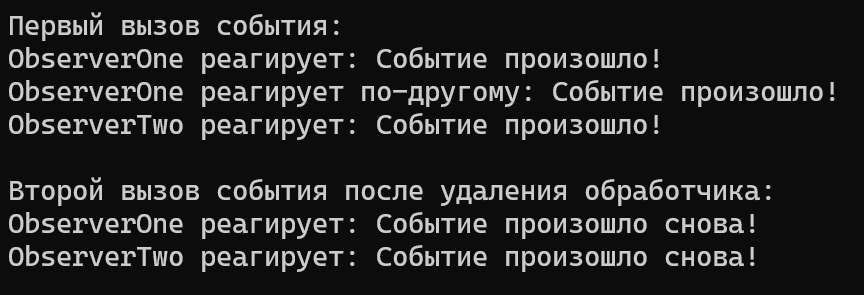 Первый вызов события:
ObserverOne реагирует: Событие произошло!
ObserverOne реагирует по-другому: Событие произошло!
ObserverTwo реагирует: Событие произошло!
Второй вызов события после удаления обработчика:
ObserverOne реагирует: Событие произошло снова!
ObserverTwo реагирует: Событие произошло снова!